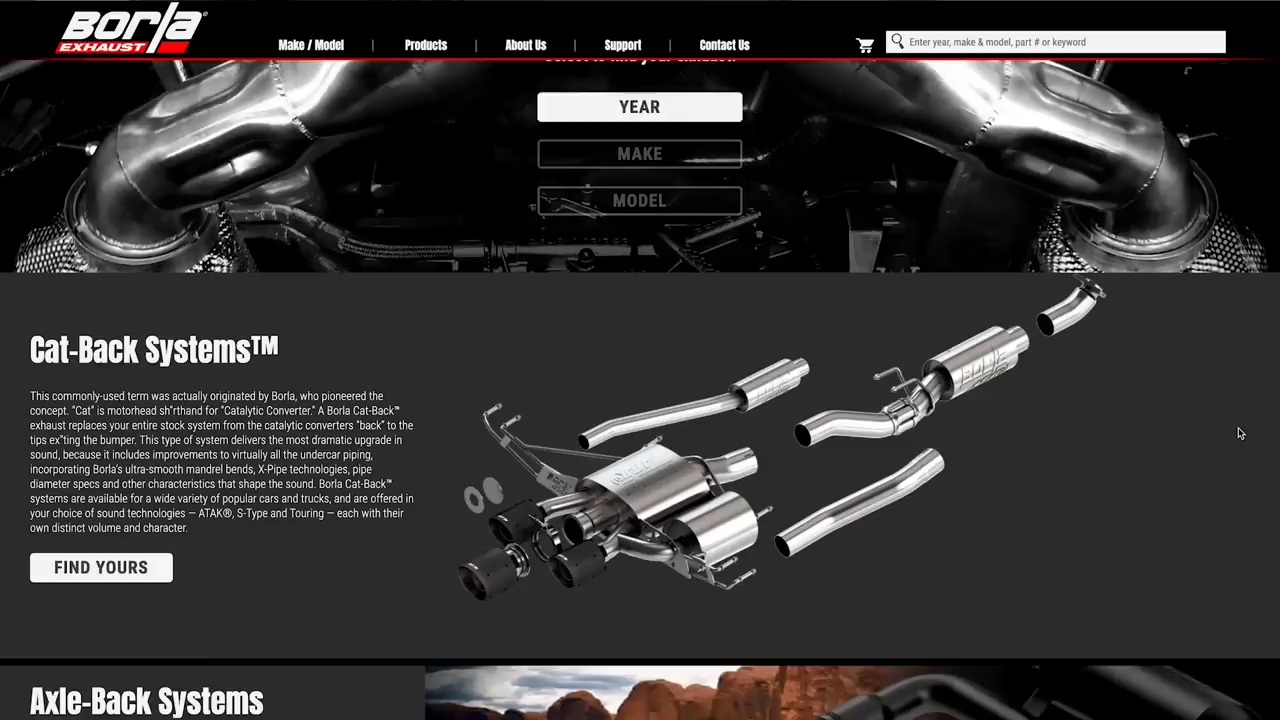 BORLA®
EXHAUST
Make / Model | Products | About Us | Support | Contact Us
Enter year, make & model, part # or keyword
YEAR
MAKE
MODEL
Cat-Back Systems™
This commonly-used term was actually originated by Borla, who pioneered the
concept. "Cat" is motorhead sh"rthand for "Catalytic Converter." A Borla Cat-Back™
exhaust replaces your entire stock system from the catalytic converters "back" to the
tips ex"ting the bumper. This type of system delivers the most dramatic upgrade in
sound, because it includes improvements to virtually all the undercar piping,
incorporating Borla's ultra-smooth mandrel bends, X-Pipe technologies, pipe
diameter specs and other characteristics that shape the sound. Borla Cat-Back™
systems are available for a wide variety of popular cars and trucks, and are offered in
your choice of sound technologies — ATAK®, S-Type and Touring — each with their
own distinct volume and character.
FIND YOURS
BORLA
Axle-Back Systems